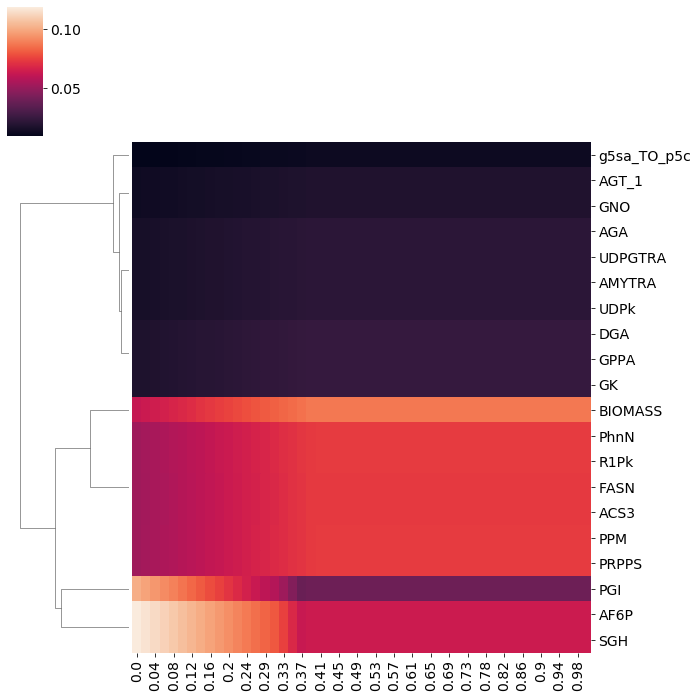 0.10
0.05
g5sa_TO_p5c
AGT_1
GNO
AGA
UDPGTRA
AMYTRA
UDPk
DGA
GPPA
GK
BIOMASS
PhnN
R1Pk
FASN
ACS3
PPM
PRPPS
PGI
AF6P
SGH
0.0 0.04 0.08 0.12 0.16 0.2 0.24 0.29 0.33 0.37 0.41 0.45 0.49 0.53 0.57 0.61 0.65 0.69 0.73 0.78 0.82 0.86 0.9 0.94 0.98